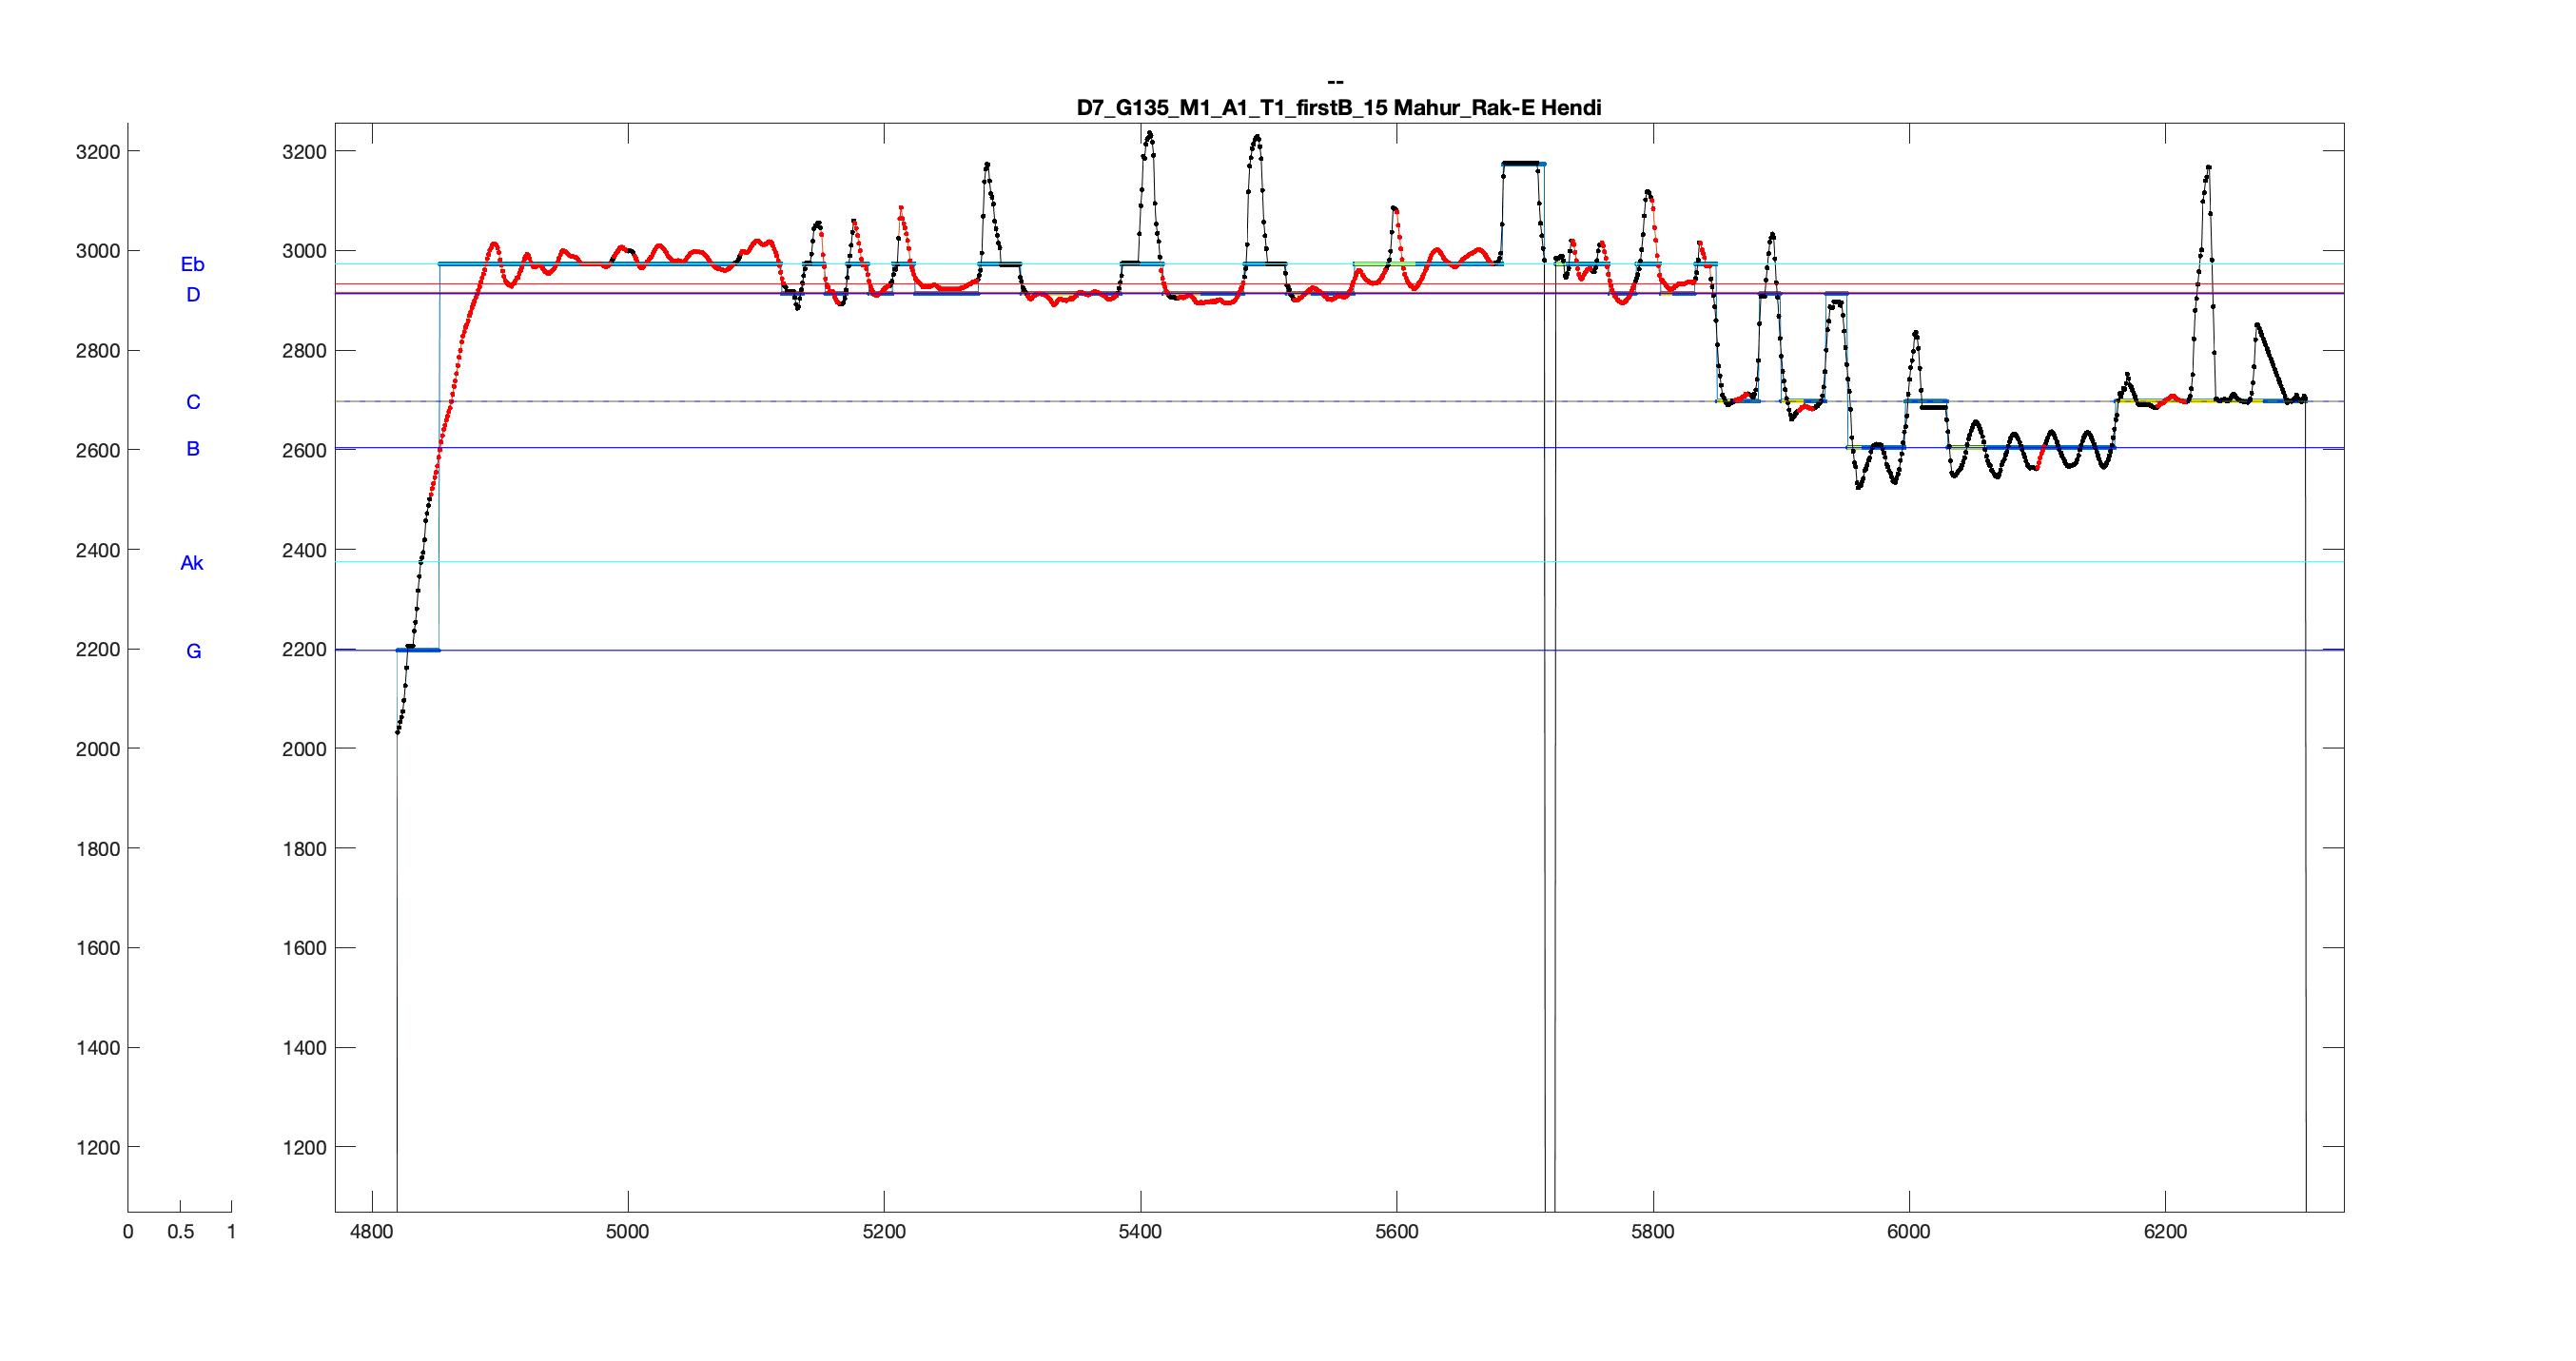 --
D7_G135_M1_A1_T1_firstB_15 Mahur_Rak-E Hendi
3200 3200
3000 3000
Eb
D
2800 2800
C
2600 2600
B
2400 2400
Ak
2200 2200
G
2000 2000
1800 1800
1600 1600
1400 1400
1200 1200
0 0.5 1 4800 5000 5200 5400 5600 5800 6000 6200